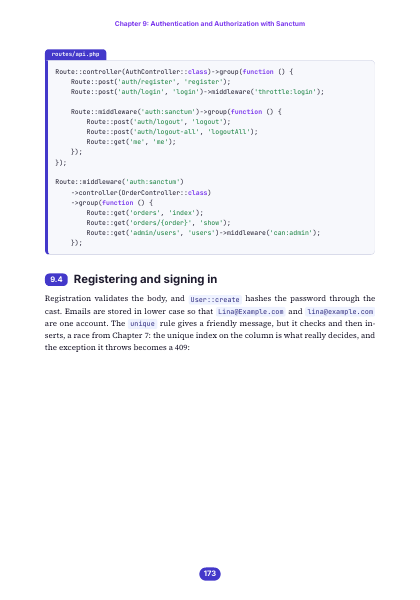 Chapter 9: Authentication and Authorization with Sanctum
routes/api.php
Route::controller(AuthController::class)->group(function () {
    Route::post('auth/register', 'register');
    Route::post('auth/login', 'login')->middleware('throttle:login');

    Route::middleware('auth:sanctum')->group(function () {
        Route::post('auth/logout', 'logout');
        Route::post('auth/logout-all', 'logoutAll');
        Route::get('me', 'me');
    });
});

Route::middleware('auth:sanctum')
    ->controller(OrderController::class)
    ->group(function () {
        Route::get('orders', 'index');
        Route::get('orders/{order}', 'show');
        Route::get('admin/users', 'users')->middleware('can:admin');
    });
9.4 Registering and signing in
Registration validates the body, and User::create hashes the password through the
cast. Emails are stored in lower case so that Lina@Example.com and lina@example.com
are one account. The unique rule gives a friendly message, but it checks and then in-
serts, a race from Chapter 7: the unique index on the column is what really decides, and
the exception it throws becomes a 409:
173